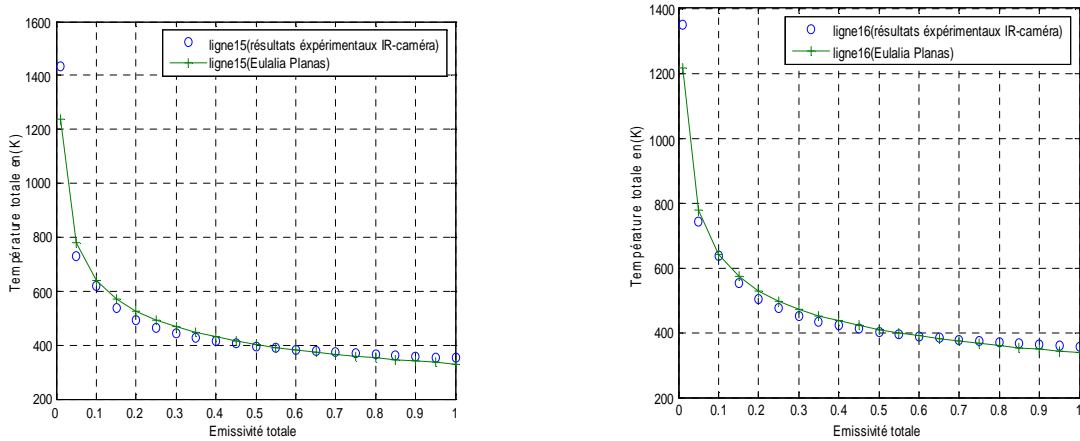 1600
1400
1200
1000
800
600
400
200
Température totale en(K)
0 0.1 0.2 0.3 0.4 0.5 0.6 0.7 0.8 0.9 1
Emissivité totale
ligne15(résultats éxpérimentaux IR-caméra)
ligne15(Eulalia Planas)
1400
1200
1000
800
600
400
200
Température totale en(K)
0 0.1 0.2 0.3 0.4 0.5 0.6 0.7 0.8 0.9 1
Emissivité totale
ligne16(résultats éxpérimentaux IR-caméra)
ligne16(Eulalia Planas)